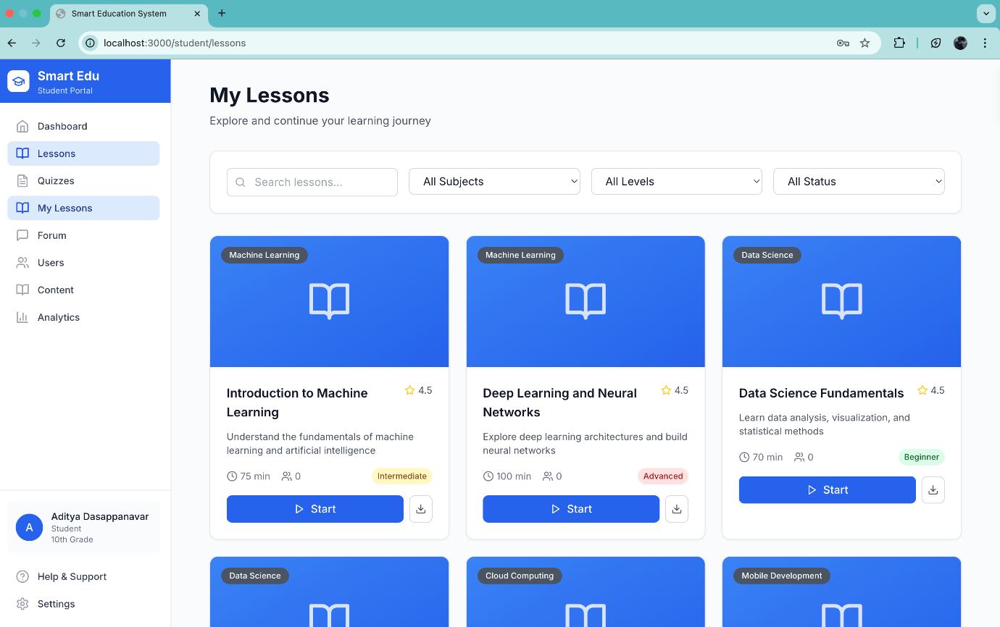 Smart Education System
localhost:3000/student/lessons
Smart Edu
Student Portal
Dashboard
Lessons
Quizzes
My Lessons
Forum
Users
Content
Analytics
A
Aditya Dasappanavar
Student
10th Grade
Help & Support
Settings
My Lessons
Explore and continue your learning journey
Search lessons...
All Subjects
All Levels
All Status
Machine Learning
Introduction to Machine
Learning
4.5
Understand the fundamentals of machine
learning and artificial intelligence
75 min 0 Intermediate
Start
Machine Learning
Deep Learning and Neural
Networks
4.5
Explore deep learning architectures and build
neural networks
100 min 0 Advanced
Start
Data Science
Data Science Fundamentals
4.5
Learn data analysis, visualization, and
statistical methods
70 min 0 Beginner
Start
Data Science
Cloud Computing
Mobile Development